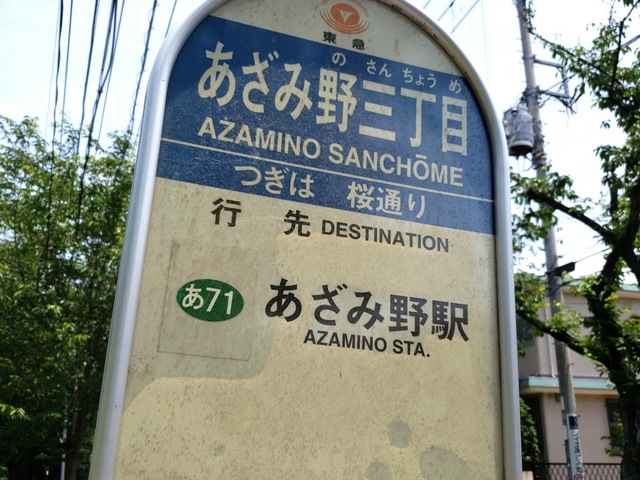 東急
の さんちょうめ
あざみ野三丁目
AZAMINO SANCHŌME
つぎは 桜通り
行 先 DESTINATION
あ71 あざみ野駅
AZAMINO STA.